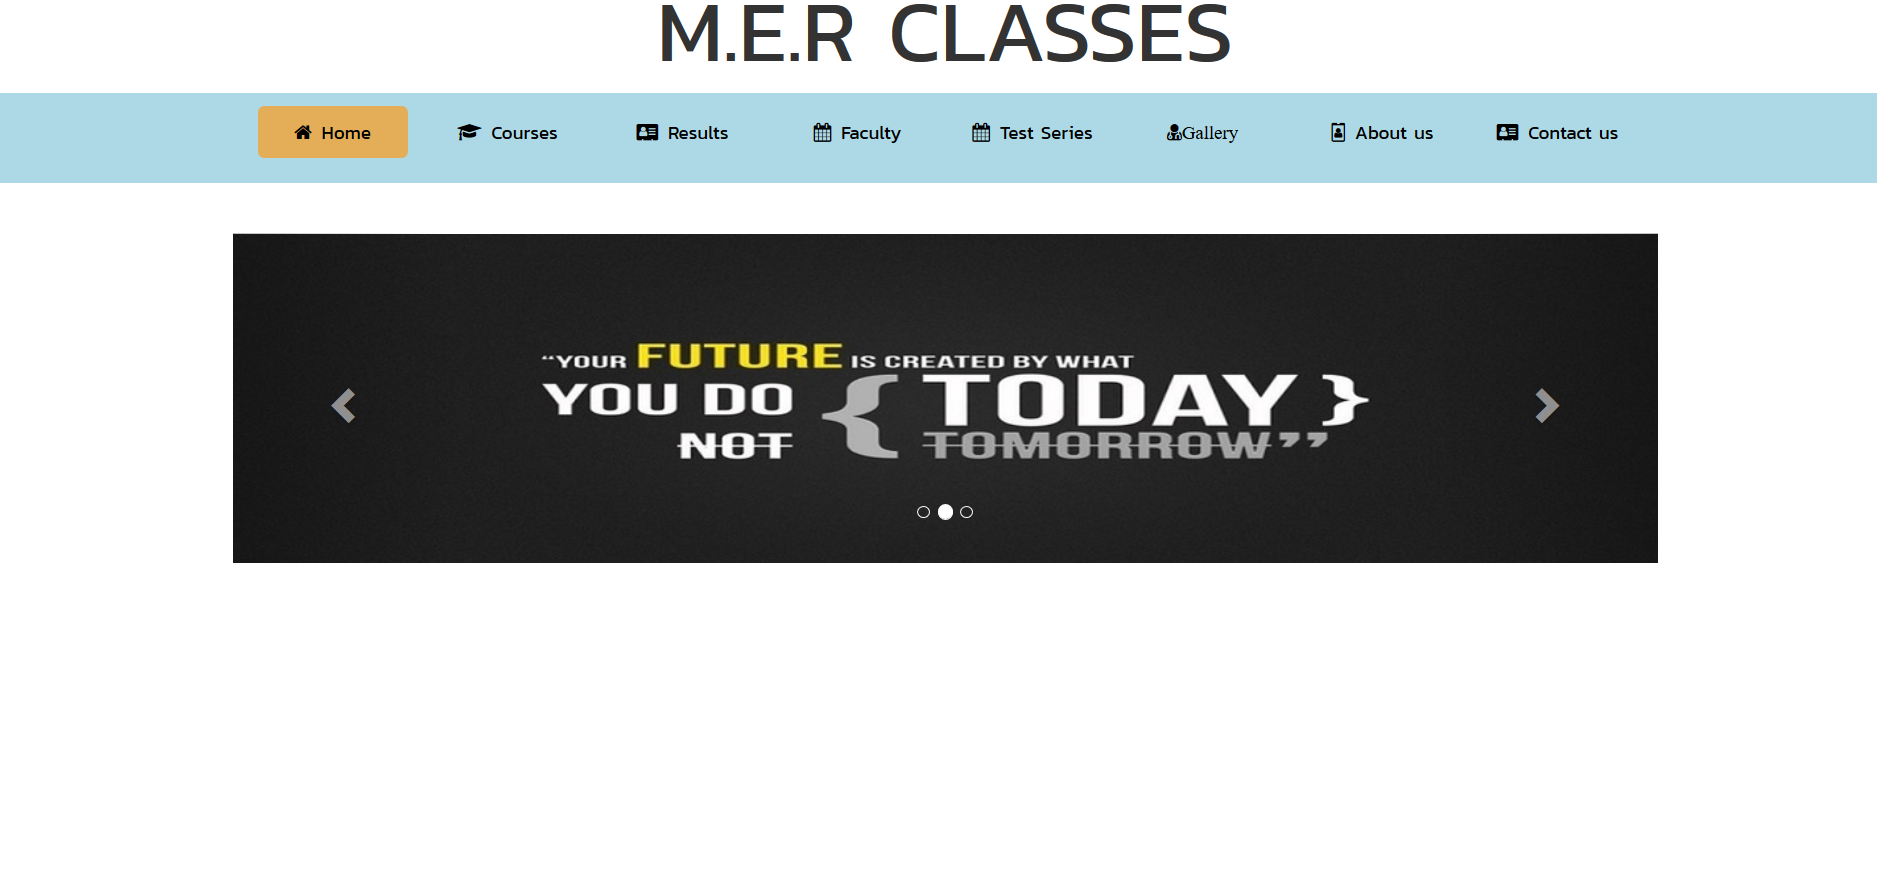 M.E.R CLASSES
Home Courses Results Faculty Test Series Gallery About us Contact us
“YOUR FUTURE IS CREATED BY WHAT
YOU DO { TODAY }
NOT TOMORROW”